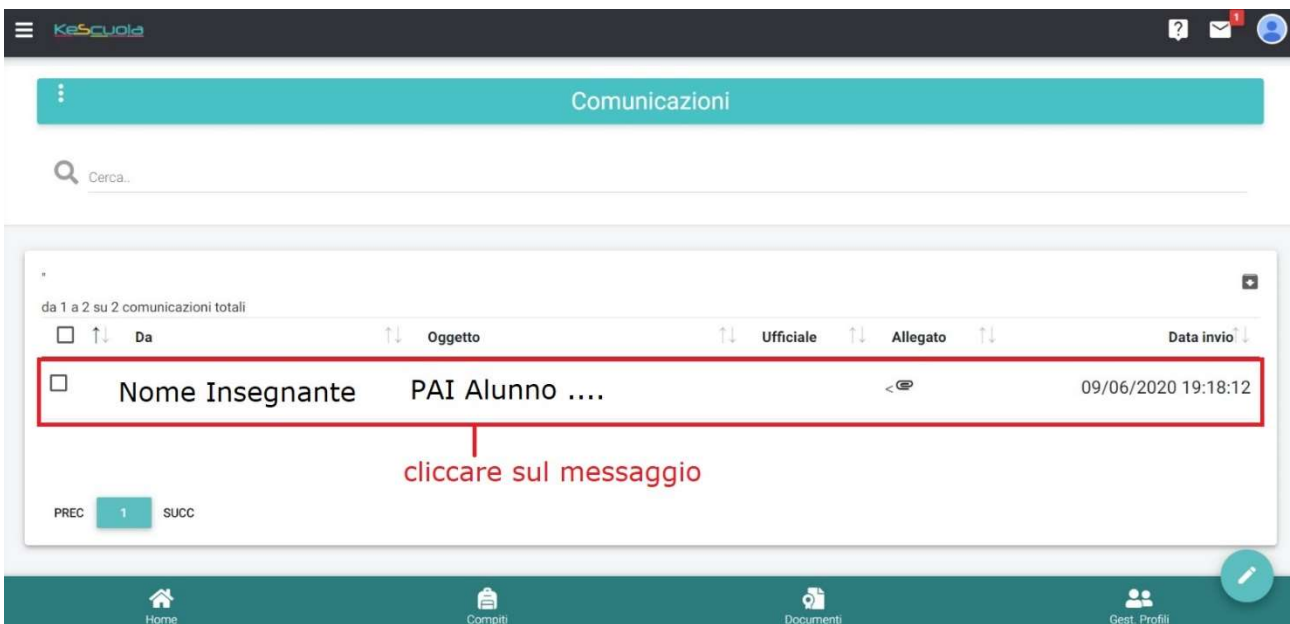 KeScuola
1
Comunicazioni
Cerca..
"
da 1 a 2 su 2 comunicazioni totali
Da Oggetto Ufficiale Allegato Data invio
Nome Insegnante PAI Alunno .... < 09/06/2020 19:18:12
cliccare sul messaggio
PREC 1 SUCC
Home Compiti Documenti Gest. Profili